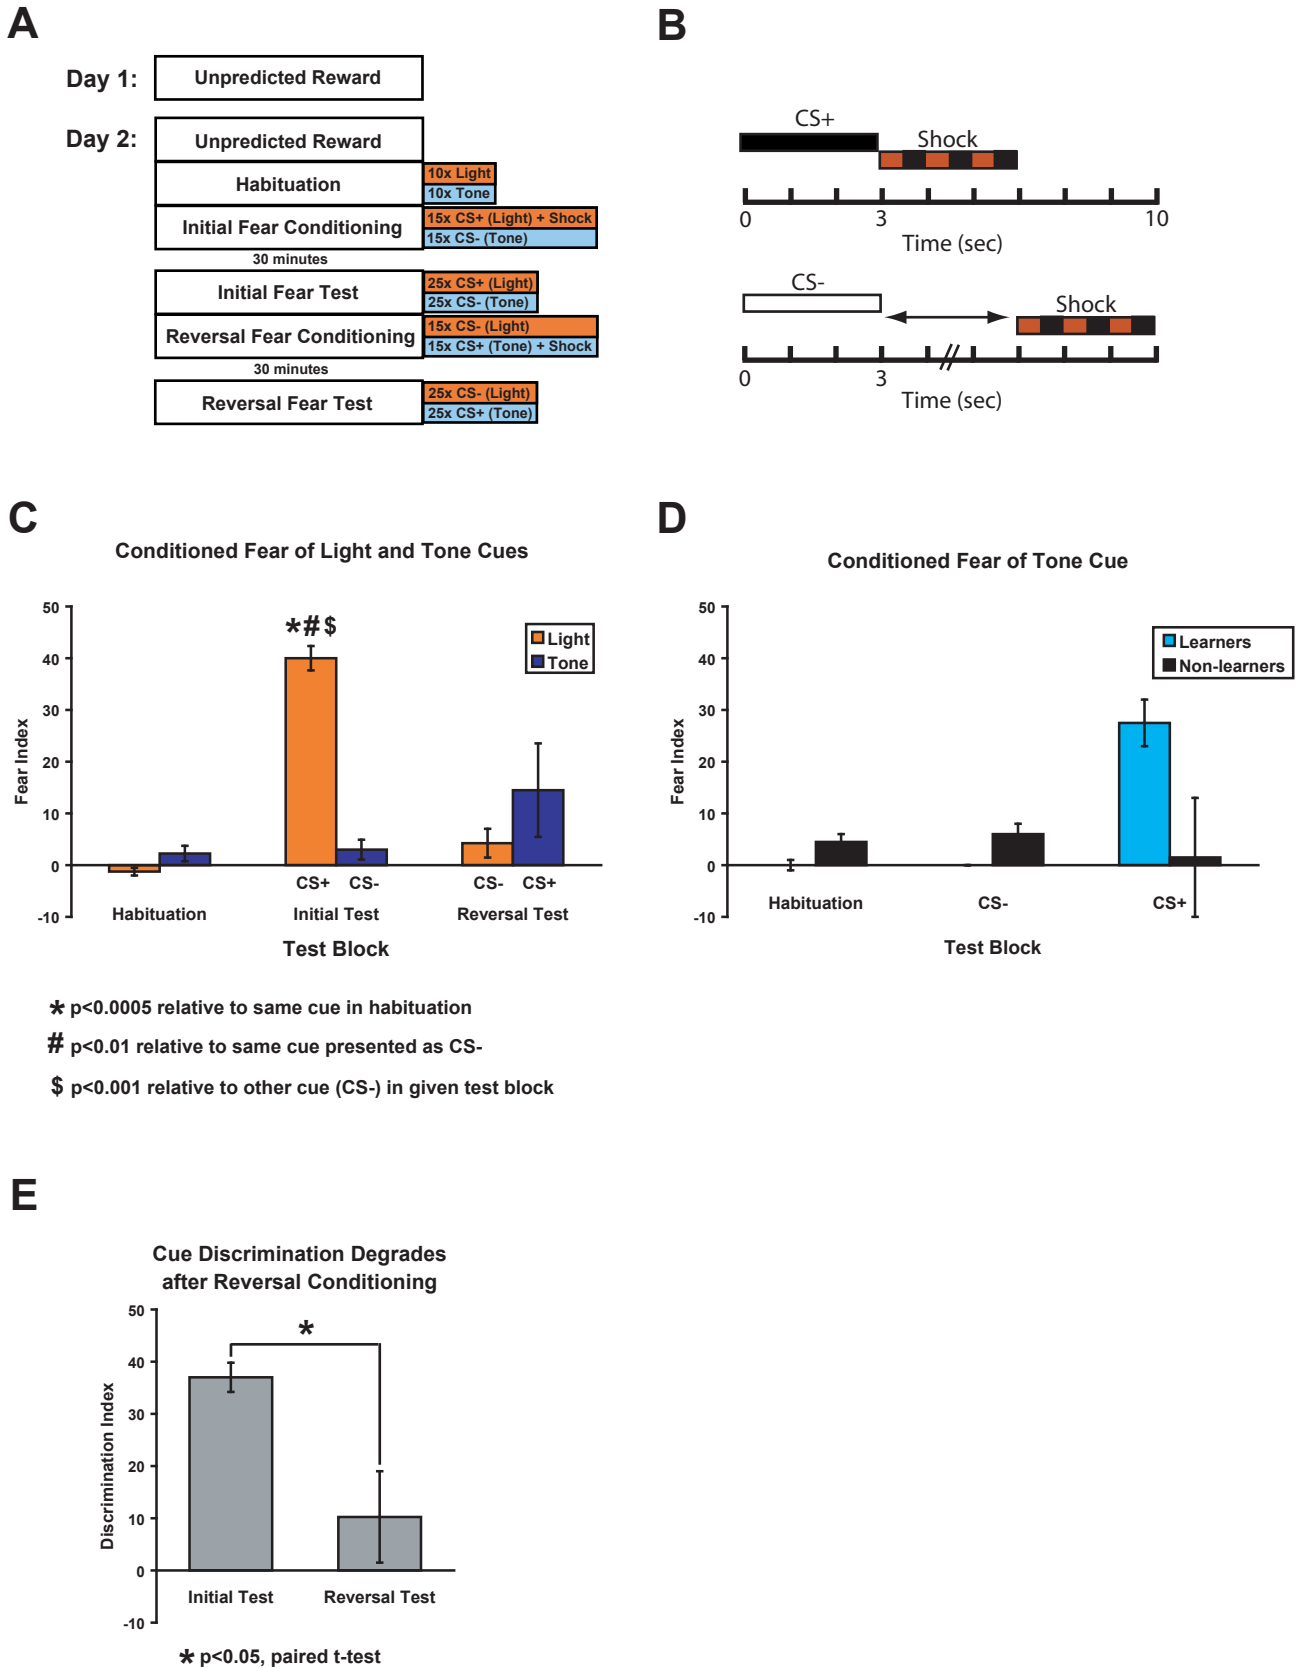 A
Day 1:
Unpredicted Reward
Day 2:
Unpredicted Reward
Habituation
10x Light
10x Tone
Initial Fear Conditioning
15x CS+ (Light) + Shock
15x CS- (Tone)
30 minutes
Initial Fear Test
25x CS+ (Light)
25x CS- (Tone)
Reversal Fear Conditioning
15x CS- (Light)
15x CS+ (Tone) + Shock
30 minutes
Reversal Fear Test
25x CS- (Light)
25x CS+ (Tone)
B
CS+
Shock
0 3 10
Time (sec)
CS-
Shock
0 3
Time (sec)
C
Conditioned Fear of Light and Tone Cues
Fear Index
50
40
30
20
10
0
-10
*#$
Light
Tone
CS+ CS- CS- CS+
Habituation Initial Test Reversal Test
Test Block
* p<0.0005 relative to same cue in habituation
# p<0.01 relative to same cue presented as CS-
$ p<0.001 relative to other cue (CS-) in given test block
D
Conditioned Fear of Tone Cue
Fear Index
50
40
30
20
10
0
-10
Learners
Non-learners
Habituation CS- CS+
Test Block
E
Cue Discrimination Degrades
after Reversal Conditioning
Discrimination Index
50
40
30
20
10
0
-10
*
Initial Test Reversal Test
* p<0.05, paired t-test